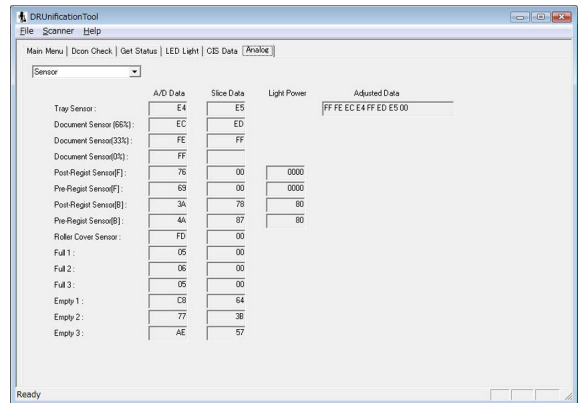 DRUnificationTool
File Scanner Help
Main Menu Dcon Check Get Status LED Light CIS Data Analog
Sensor
A/D Data Slice Data Light Power Adjusted Data
Tray Sensor : E4 E5 FF FE EC E4 FF ED E5 00
Document Sensor (66%) : EC ED
Document Sensor(33%) : FE FF
Document Sensor(0%) : FF
Post-Regist Sensor[F] : 76 00 0000
Pre-Regist Sensor[F] : 69 00 0000
Post-Regist Sensor[B] : 3A 78 80
Pre-Regist Sensor[B] : 4A 87 80
Roller Cover Sensor : FD 00
Full 1 : 05 00
Full 2 : 06 00
Full 3 : 05 00
Empty 1 : C8 64
Empty 2 : 77 3B
Empty 3 : AE 57
Ready